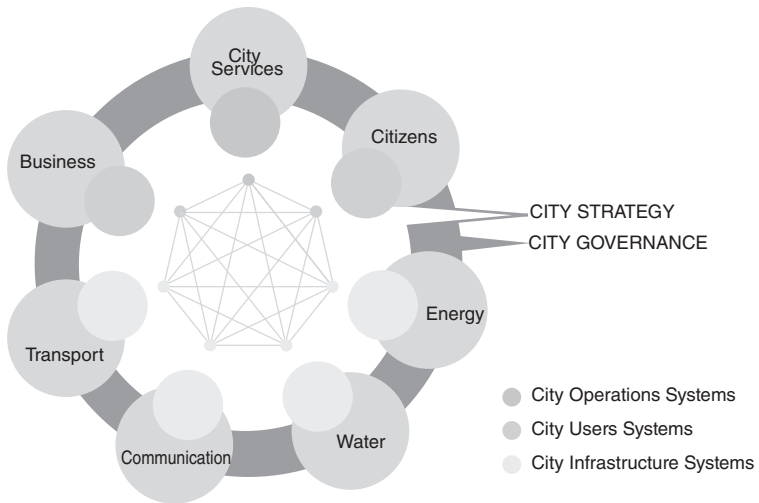 City
Services
Citizens
Business
CITY STRATEGY
CITY GOVERNANCE
Energy
Transport
Water
Communication
City Operations Systems
City Users Systems
City Infrastructure Systems